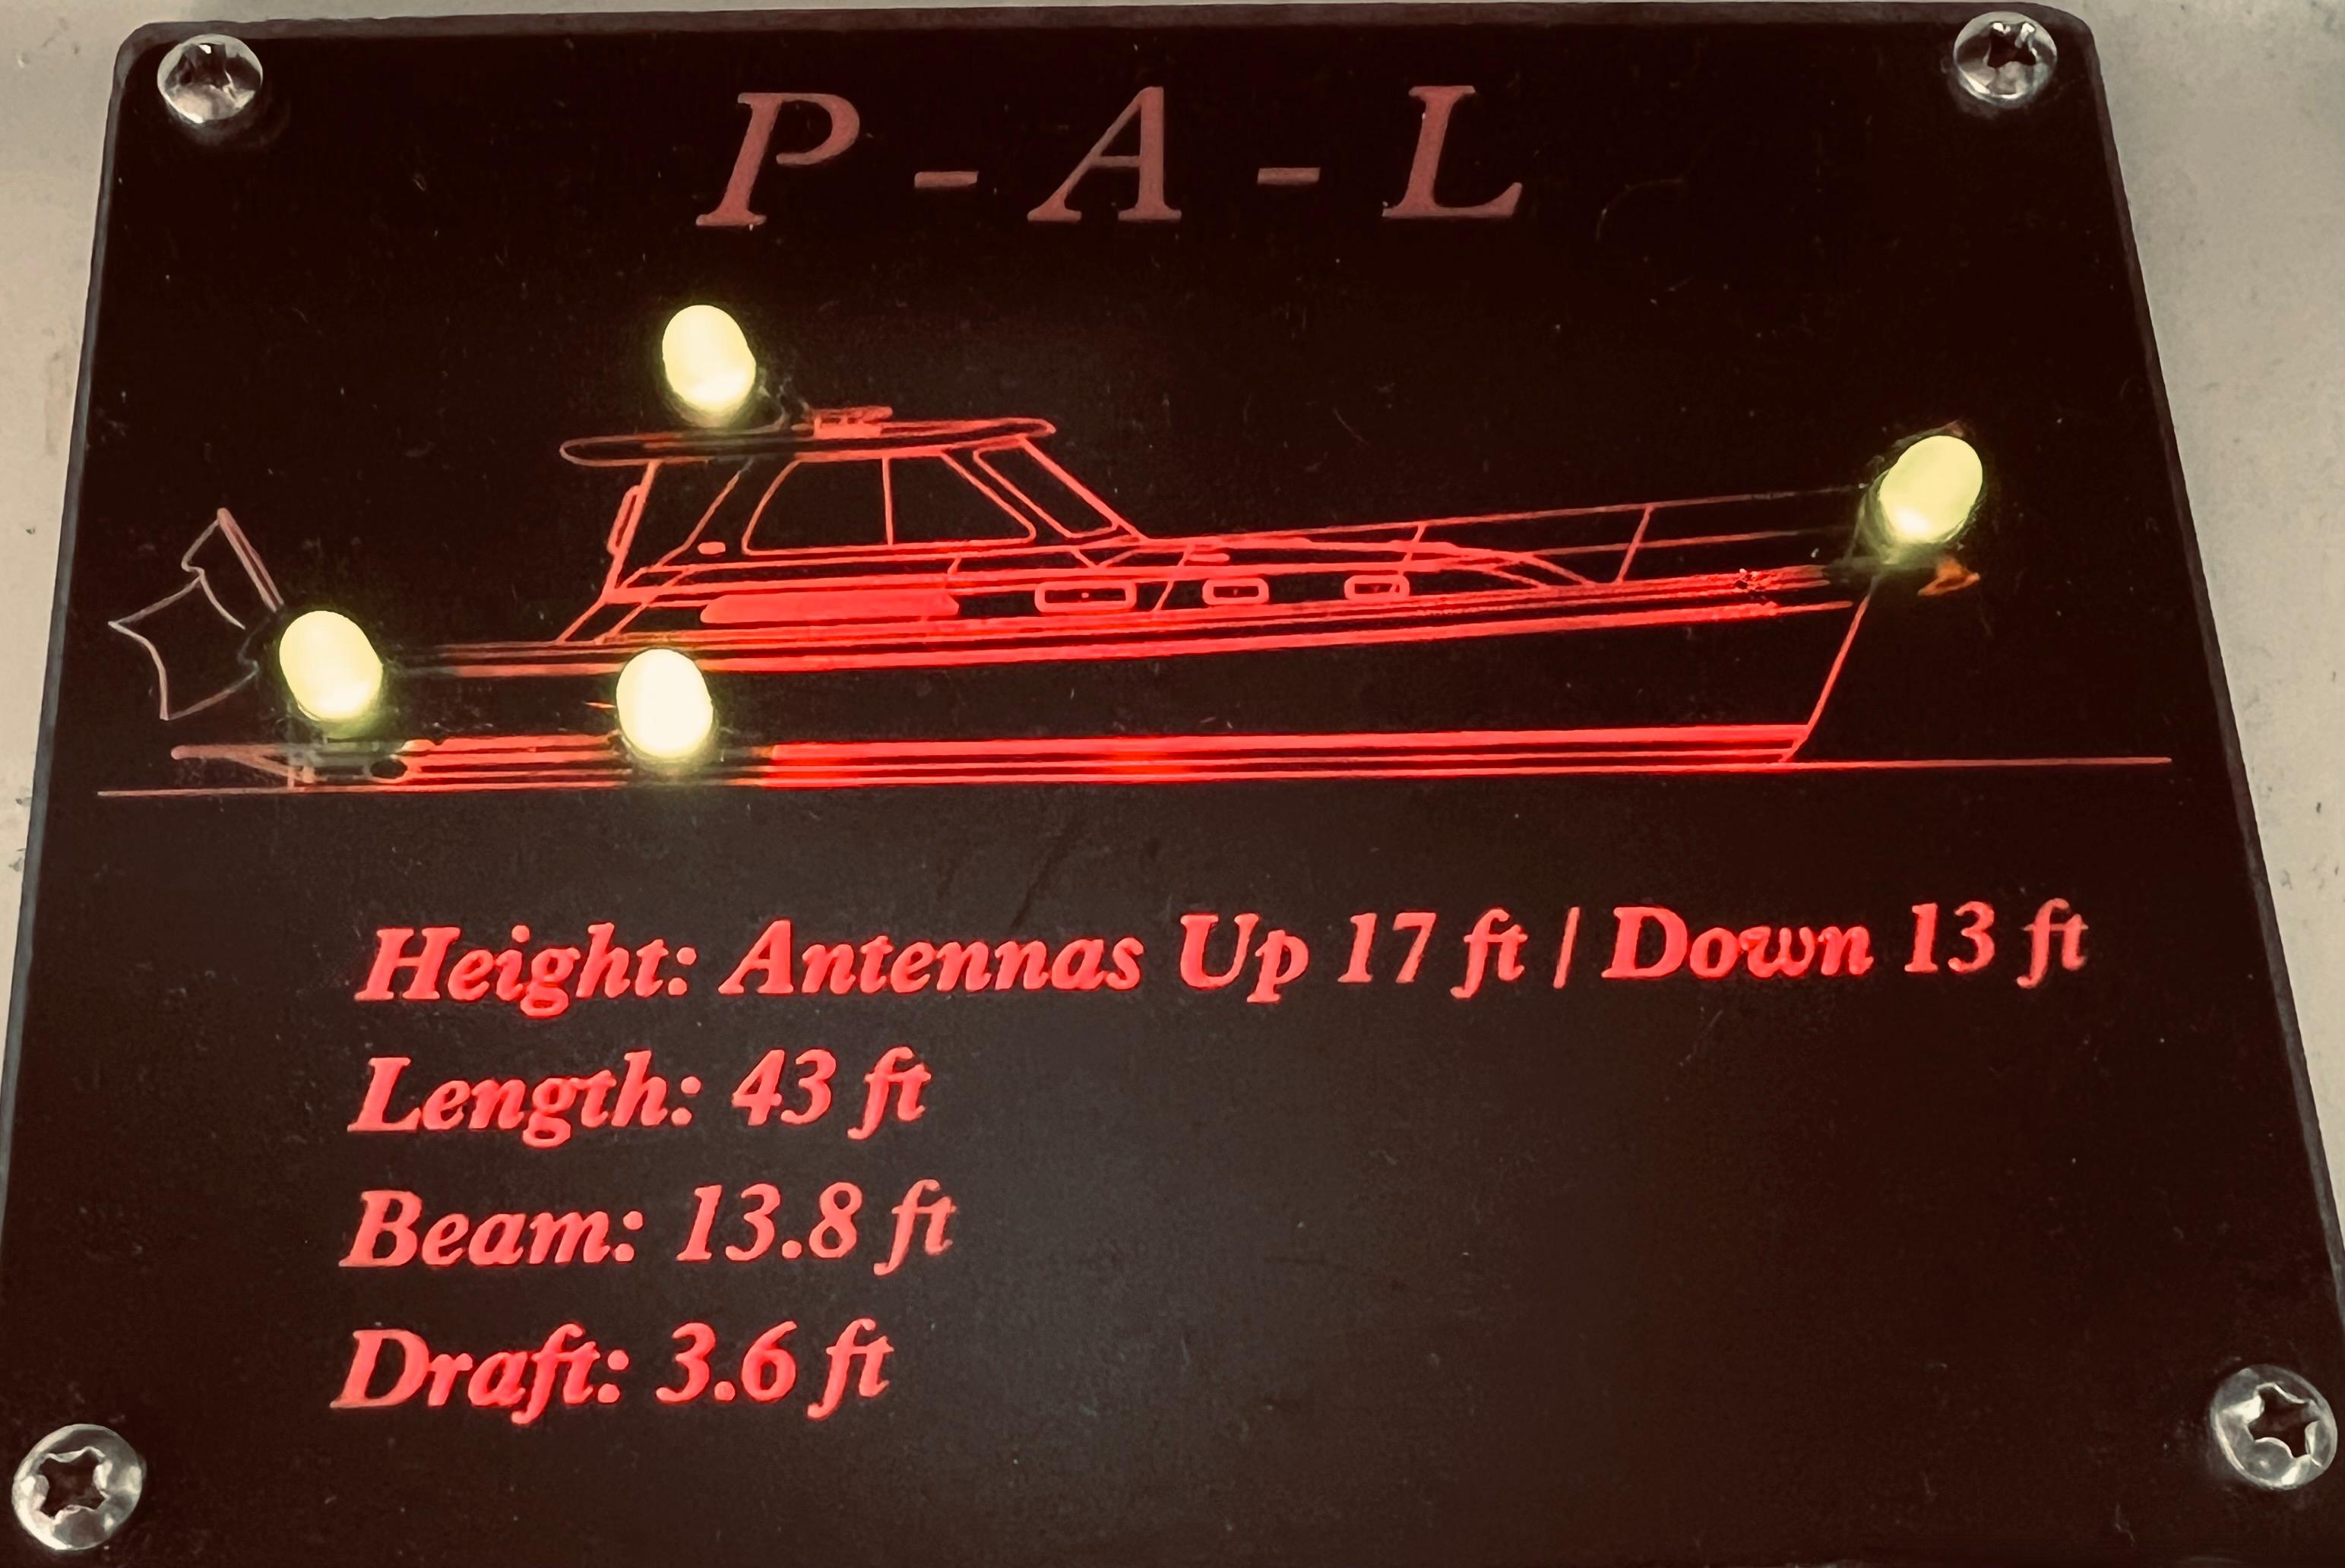 P - A - L
Height: Antennas Up 17 ft / Down 13 ft
Length: 43 ft
Beam: 13.8 ft
Draft: 3.6 ft